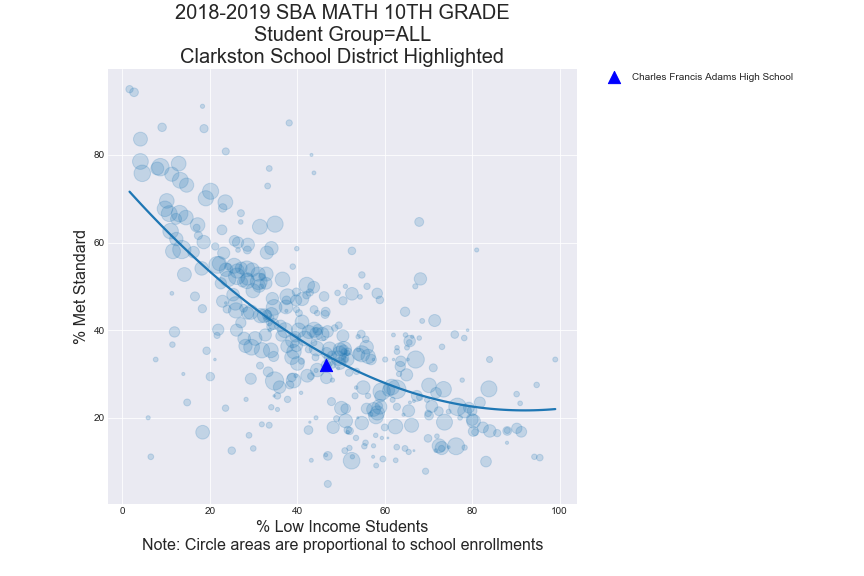 2018-2019 SBA MATH 10TH GRADE
Student Group=ALL
Clarkston School District Highlighted
Charles Francis Adams High School
% Met Standard
80
60
40
20
0 20 40 60 80 100
% Low Income Students
Note: Circle areas are proportional to school enrollments